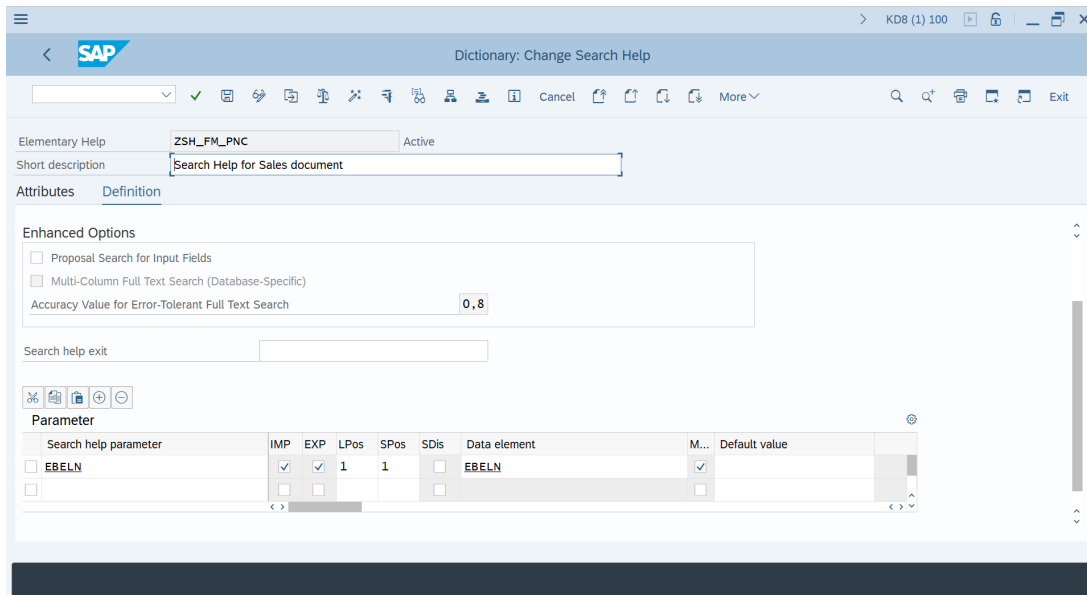 KD8 (1) 100
SAP
Dictionary: Change Search Help
Cancel More Exit
Elementary Help ZSH_FM_PNC Active
Short description Search Help for Sales document
Attributes Definition
Enhanced Options
Proposal Search for Input Fields
Multi-Column Full Text Search (Database-Specific)
Accuracy Value for Error-Tolerant Full Text Search 0,8
Search help exit
Parameter
Search help parameter IMP EXP LPos SPos SDis Data element M... Default value
EBELN 1 1 EBELN